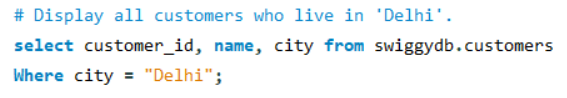 # Display all customers who live in 'Delhi'.
select customer_id, name, city from swiggydb.customers
Where city = "Delhi";